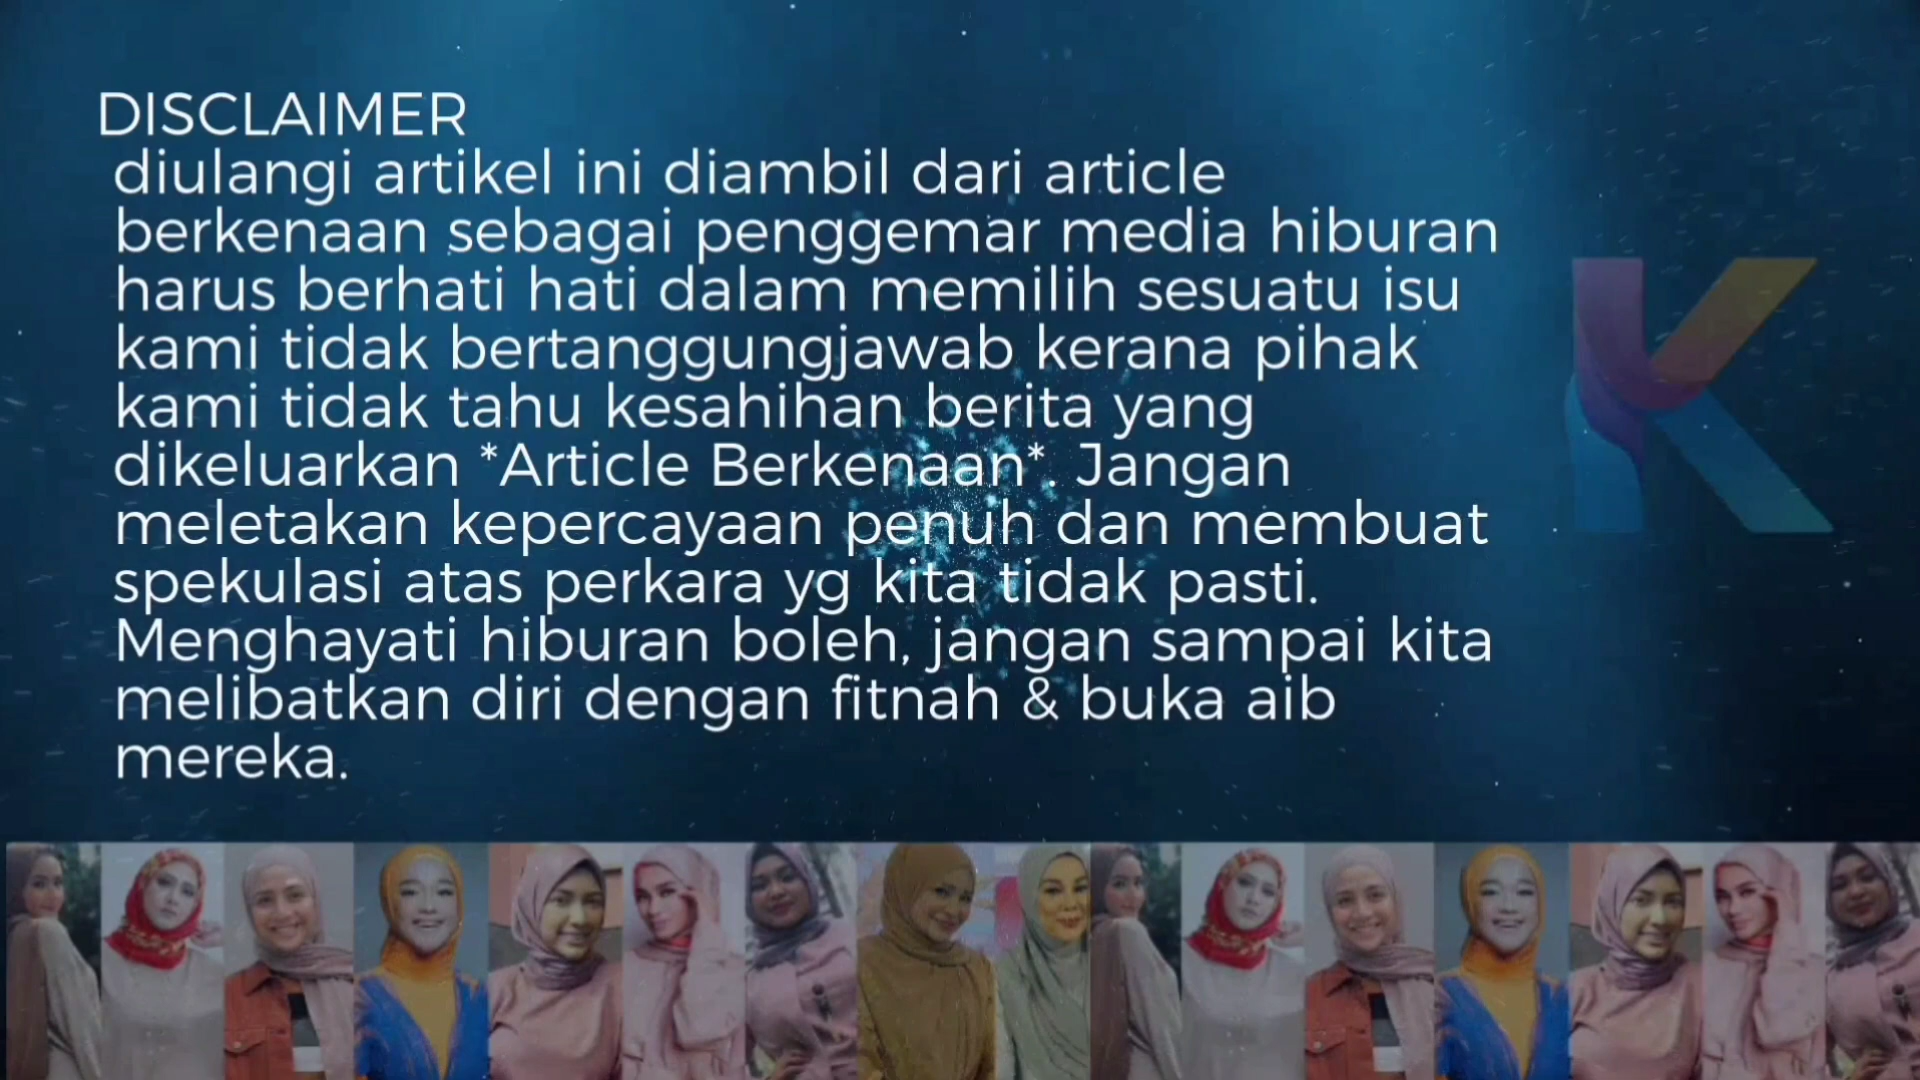 DISCLAIMER
diulangi artikel ini diambil dari article
berkenaan sebagai penggemar media hiburan
harus berhati hati dalam memilih sesuatu isu
kami tidak bertanggungjawab kerana pihak
kami tidak tahu kesahihan berita yang
dikeluarkan *Article Berkenaan*. Jangan
meletakan kepercayaan penuh dan membuat
spekulasi atas perkara yg kita tidak pasti.
Menghayati hiburan boleh, jangan sampai kita
melibatkan diri dengan fitnah & buka aib
mereka.
K